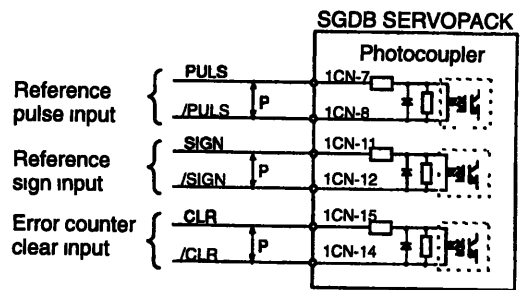 SGDB SERVOPACK
Photocoupler
Reference
pulse input
PULS
/PULS
P
1CN-7
1CN-8
Reference
sign input
SIGN
/SIGN
P
1CN-11
1CN-12
Error counter
clear input
CLR
/CLR
P
1CN-15
1CN-14